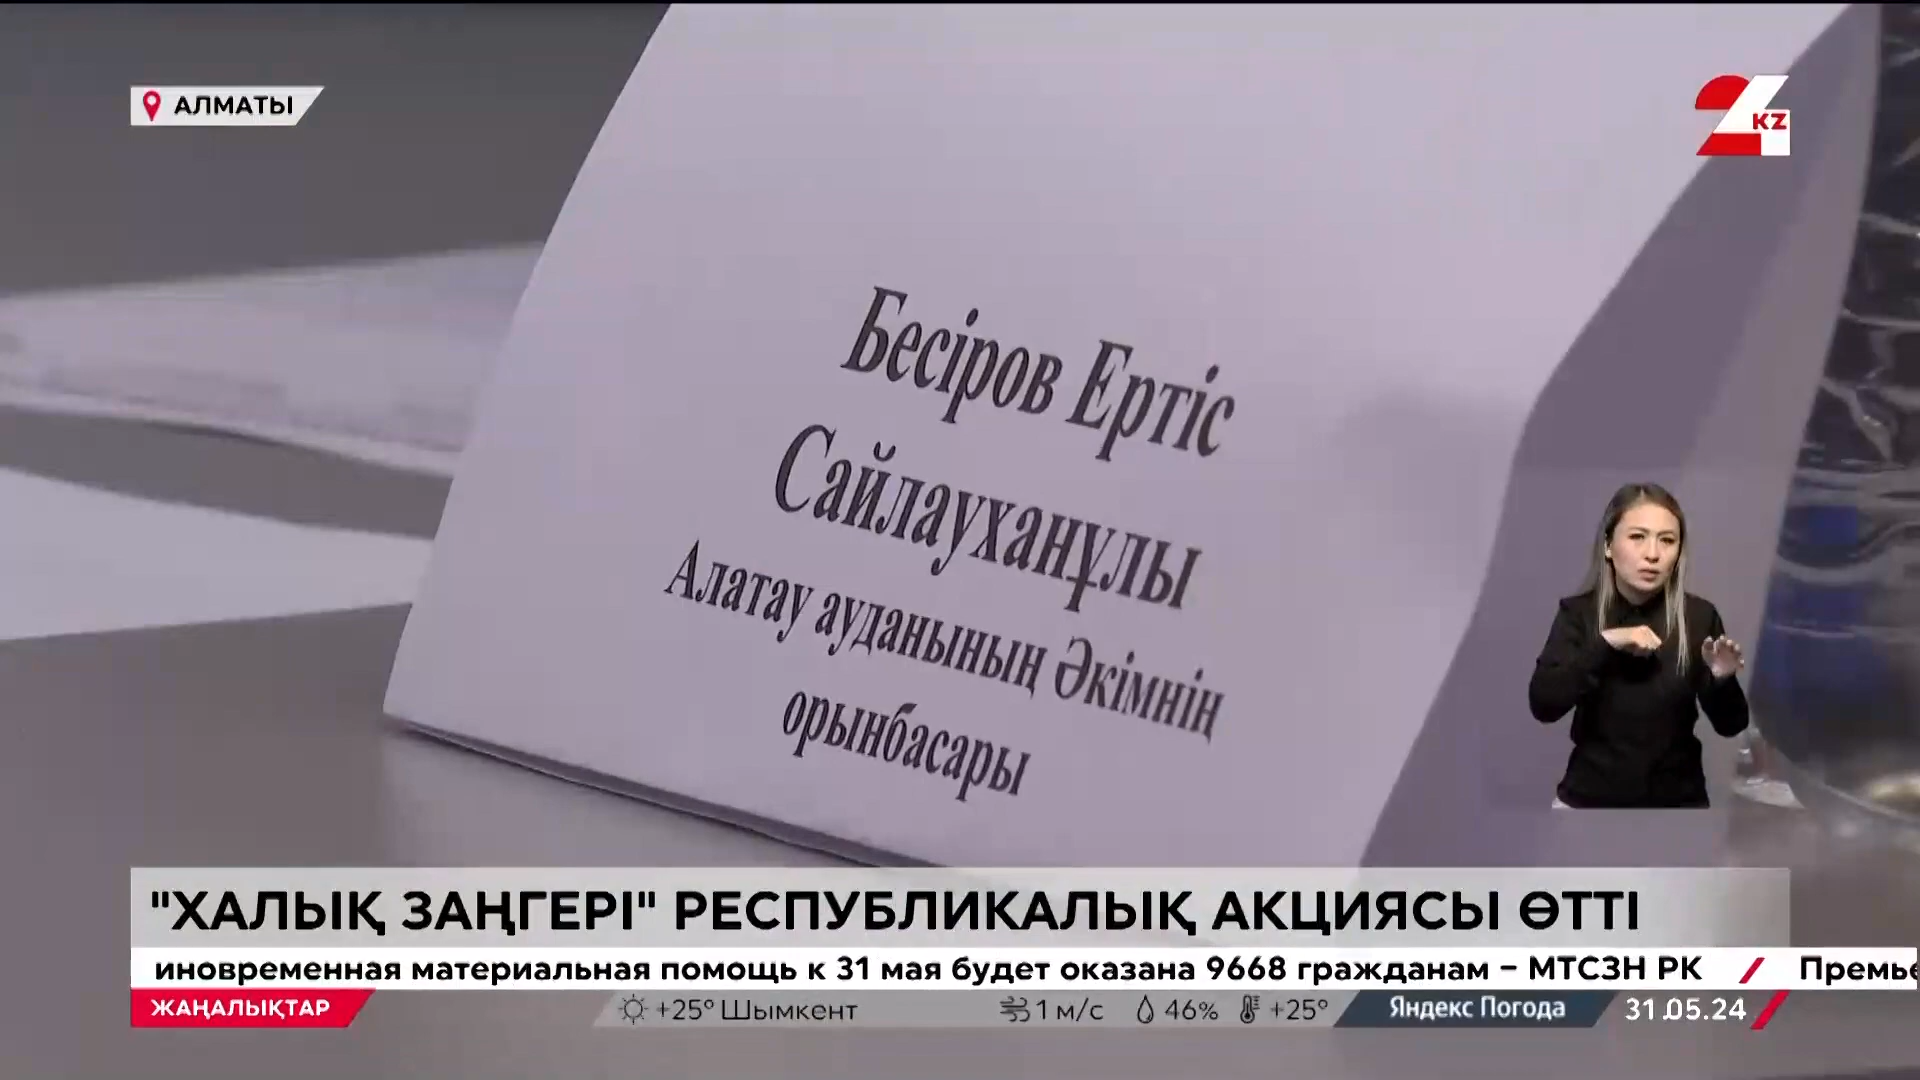 АЛМАТЫ
24 KZ
Бесіров Ертіс
Сайлауханұлы
Алатау ауданының Әкімнің
орынбасары
"ХАЛЫҚ ЗАҢГЕРІ" РЕСПУБЛИКАЛЫҚ АКЦИЯСЫ ӨТТІ
иновременная материальная помощь к 31 мая будет оказана 9668 гражданам – МТСЗН РК / Премье
ЖАҢАЛЫҚТАР +25° Шымкент 1 м/с 46% +25° Яндекс Погода 31.05.24